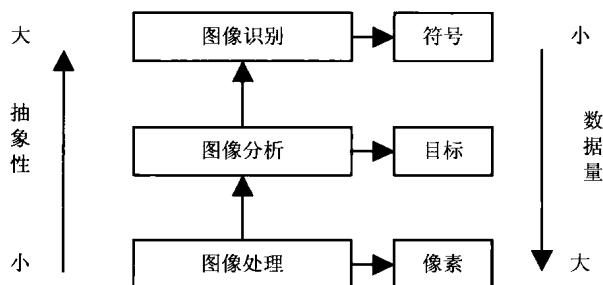 大 图像识别 符号 小
抽象性 图像分析 目标 数据量
小 图像处理 像素 大